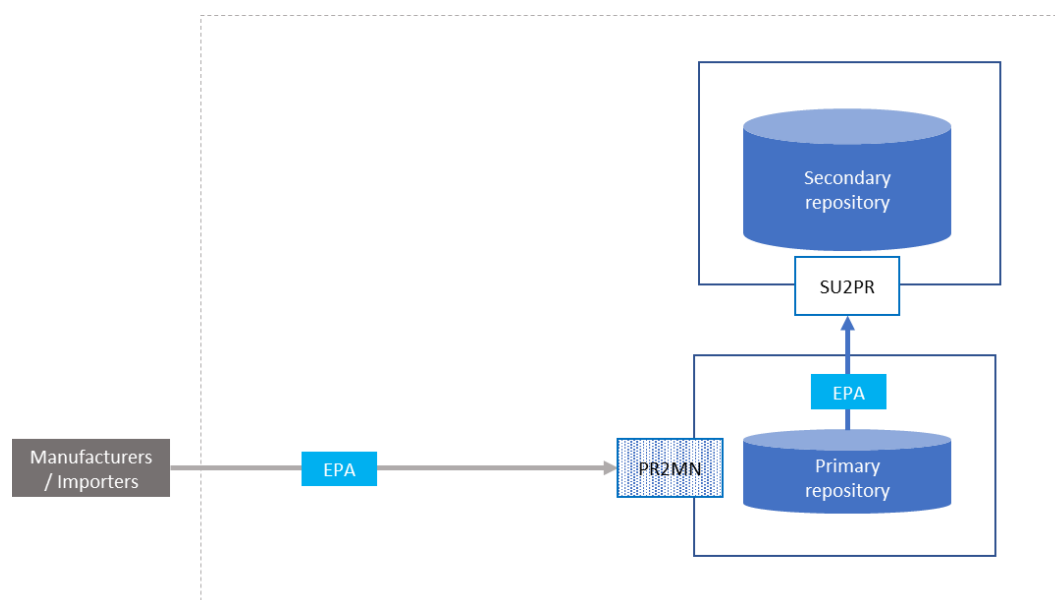 Secondary
repository
SU2PR
EPA
Manufacturers
/ Importers
EPA
PR2MN
Primary
repository